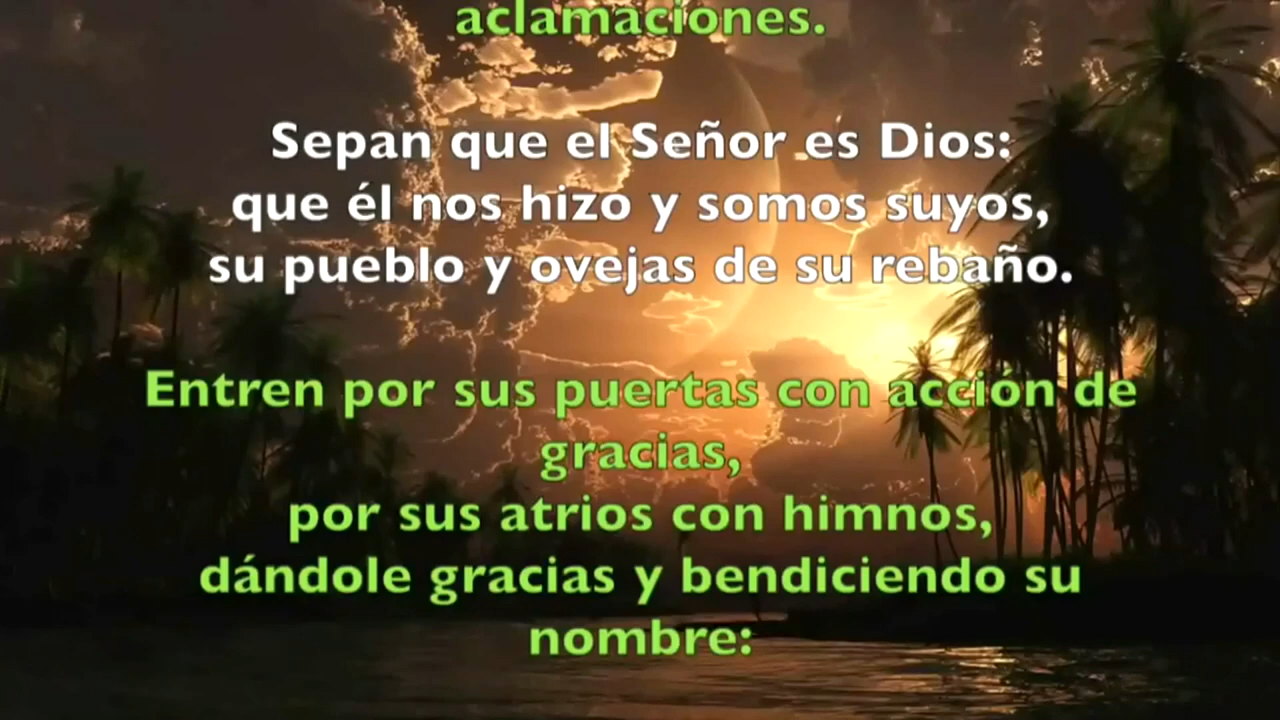 aclamaciones.
Sepan que el Señor es Dios:
que él nos hizo y somos suyos,
su pueblo y ovejas de su rebaño.
Entren por sus puertas con acción de
gracias,
por sus atrios con himnos,
dándole gracias y bendiciendo su
nombre: